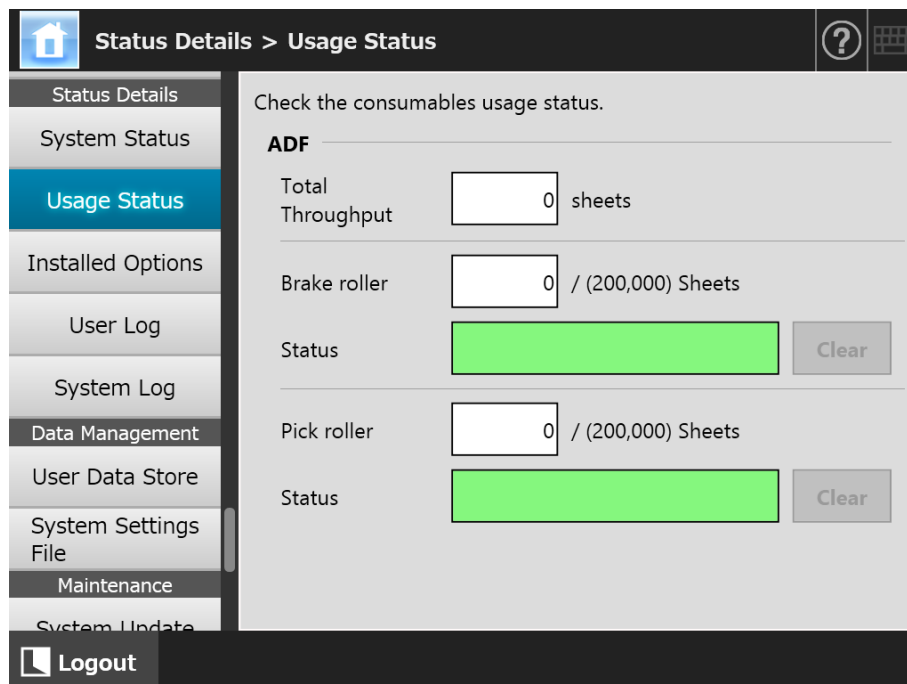 Status Details > Usage Status
?
Status Details
System Status
Usage Status
Installed Options
User Log
System Log
Data Management
User Data Store
System Settings
File
Maintenance
System Update
Logout
Check the consumables usage status.
ADF
Total
Throughput
0 sheets
Brake roller 0 / (200,000) Sheets
Status Clear
Pick roller 0 / (200,000) Sheets
Status Clear